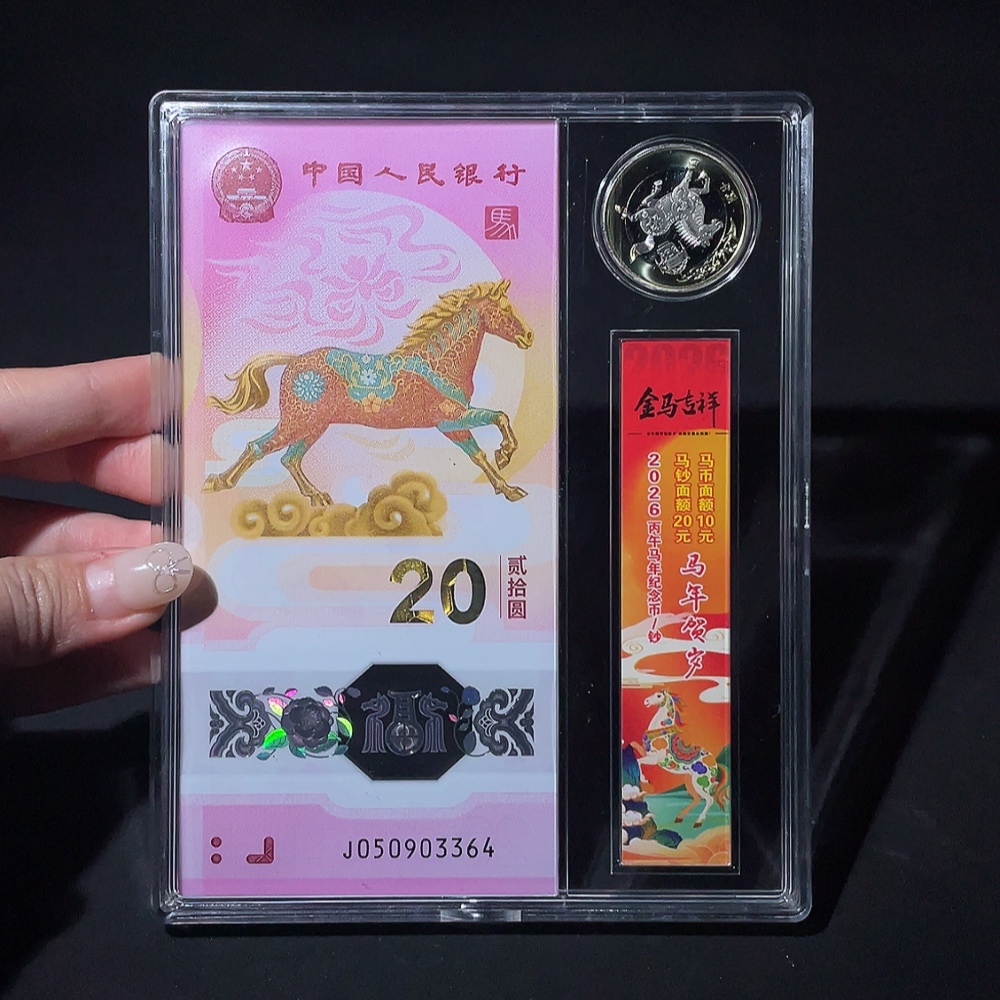 中国人民银行
馬
20
贰拾圆
J050903364
2026
金马吉祥
马币面额10元
马钞面额20元
2026丙午马年纪念币/钞
马年贺岁